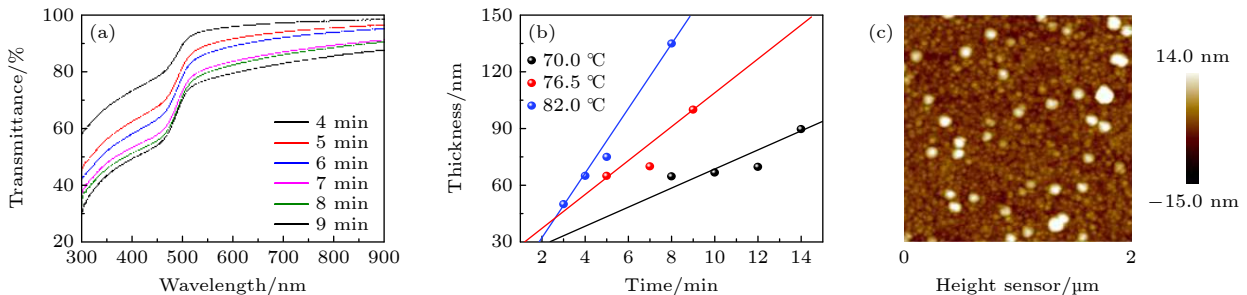 (a)
100
80
60
40
20
Transmittance/%
4 min
5 min
6 min
7 min
8 min
9 min
300 400 500 600 700 800 900
Wavelength/nm
(b)
150
120
90
60
30
Thickness/nm
70.0 ℃
76.5 ℃
82.0 ℃
2 4 6 8 10 12 14
Time/min
(c)
14.0 nm
−15.0 nm
0 2
Height sensor/µm